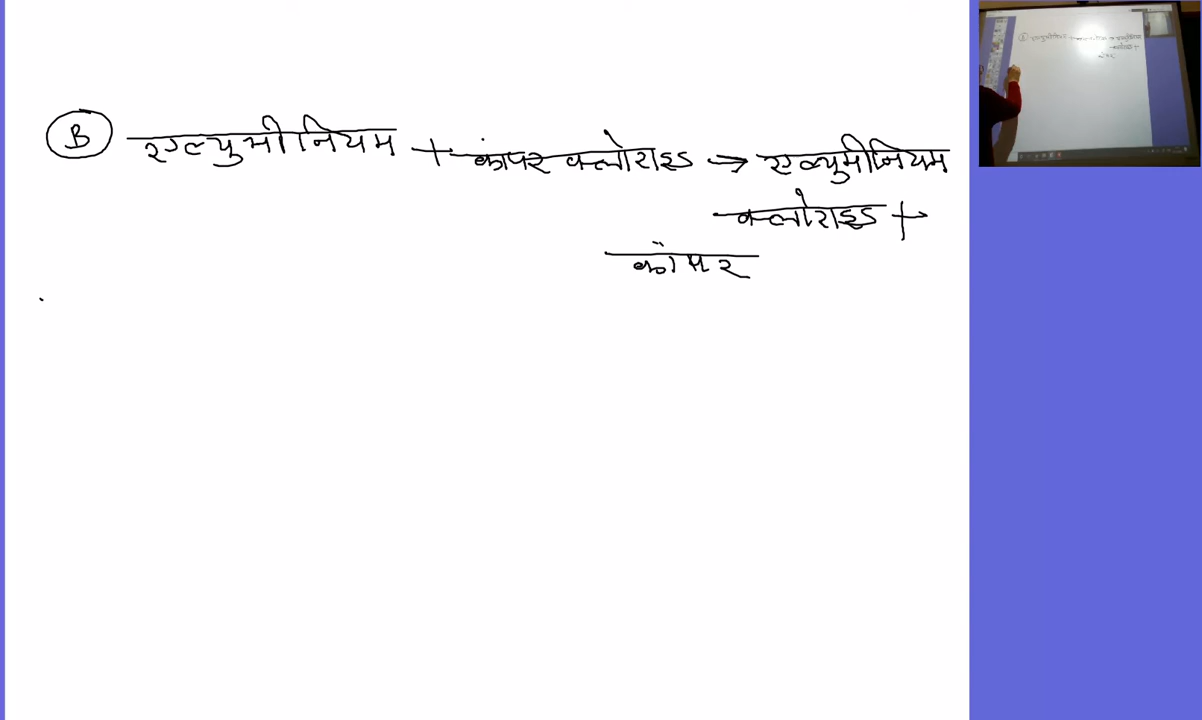 B एल्युमीनियम + कांपर क्लोराइड → एल्युमीनियम
क्लोराइड +
कॉपर